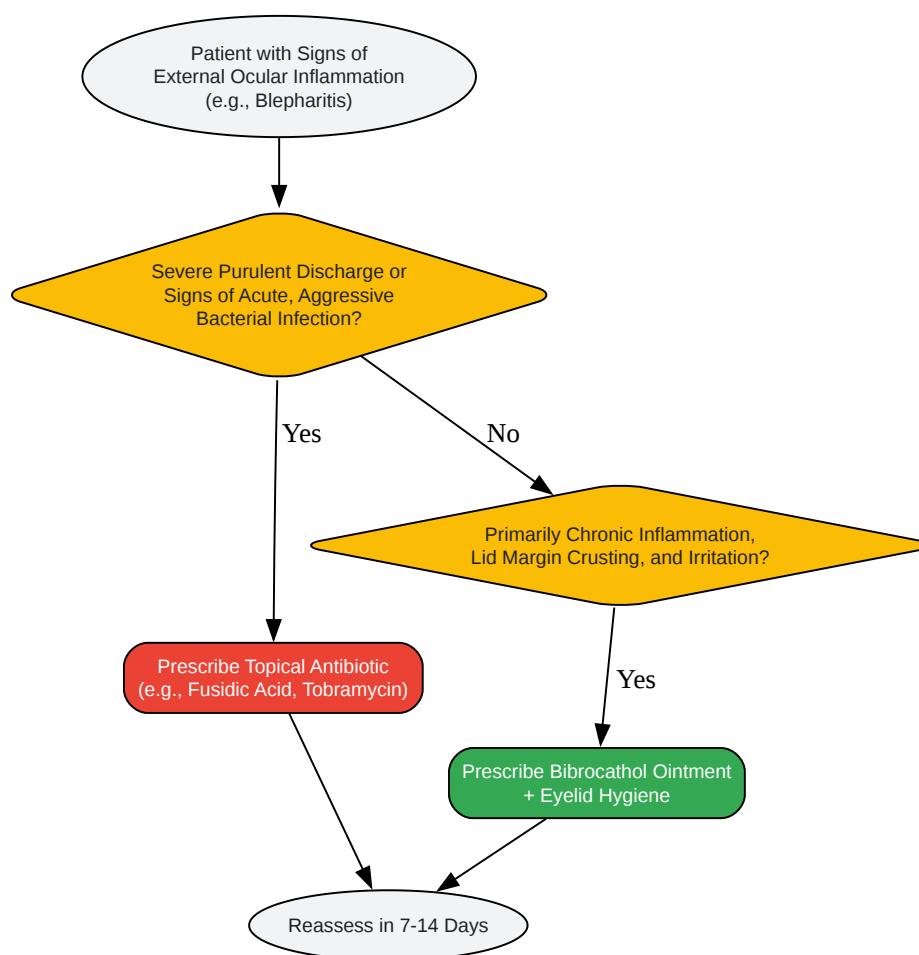 Patient with Signs of
External Ocular Inflammation
(e.g., Blepharitis)
Severe Purulent Discharge or
Signs of Acute, Aggressive
Bacterial Infection?
Yes
No
Primarily Chronic Inflammation,
Lid Margin Crusting, and Irritation?
Prescribe Topical Antibiotic
(e.g., Fusidic Acid, Tobramycin)
Yes
Prescribe Bibrocathol Ointment
+ Eyelid Hygiene
Reassess in 7-14 Days